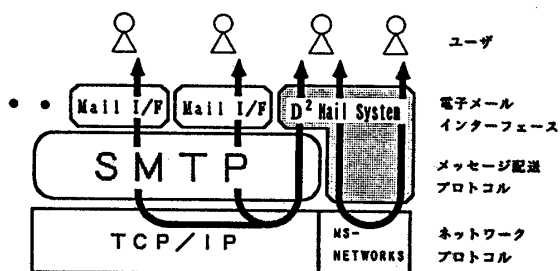 ユーザ
Mail I/F
Mail I/F
D² Mail System
電子メール
インターフェース
SMTP
メッセージ配送
プロトコル
TCP/IP
MS-
NETWORKS
ネットワーク
プロトコル